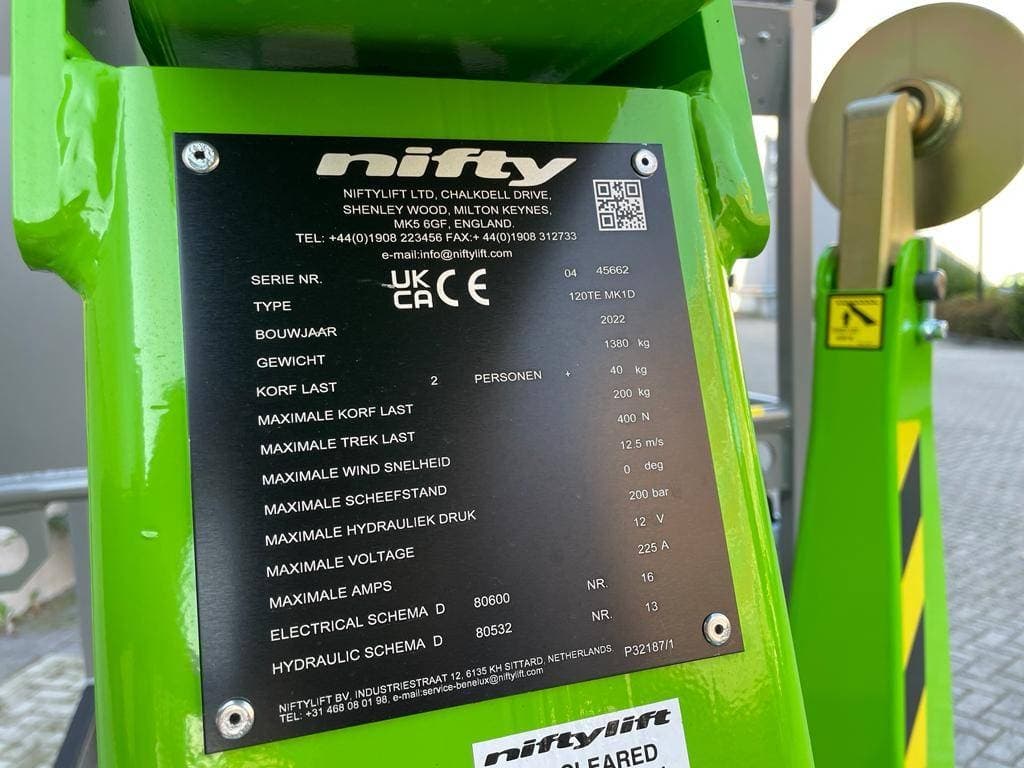 nifty
NIFTYLIFT LTD, CHALKDELL DRIVE,
SHENLEY WOOD, MILTON KEYNES,
MK5 6GF, ENGLAND.
TEL: +44(0)1908 223456 FAX:+ 44(0)1908 312733
e-mail:info@niftylift.com
UK CA CE
SERIE NR. 04 45662
TYPE 120TE MK1D
BOUWJAAR 2022
GEWICHT 1380 kg
KORF LAST 2 PERSONEN + 40 kg
MAXIMALE KORF LAST 200 kg
MAXIMALE TREK LAST 400 N
MAXIMALE WIND SNELHEID 12.5 m/s
MAXIMALE SCHEEFSTAND 0 deg
MAXIMALE HYDRAULIEK DRUK 200 bar
MAXIMALE VOLTAGE 12 V
MAXIMALE AMPS 225 A
ELECTRICAL SCHEMA D 80600 NR. 16
HYDRAULIC SCHEMA D 80532 NR. 13
NIFTYLIFT BV, INDUSTRIESTRAAT 12, 6135 KH SITTARD. NETHERLANDS. P32187/1
TEL: +31 468 08 01 98, e-mail:service-benelux@niftylift.com
niftylift
CLEARED